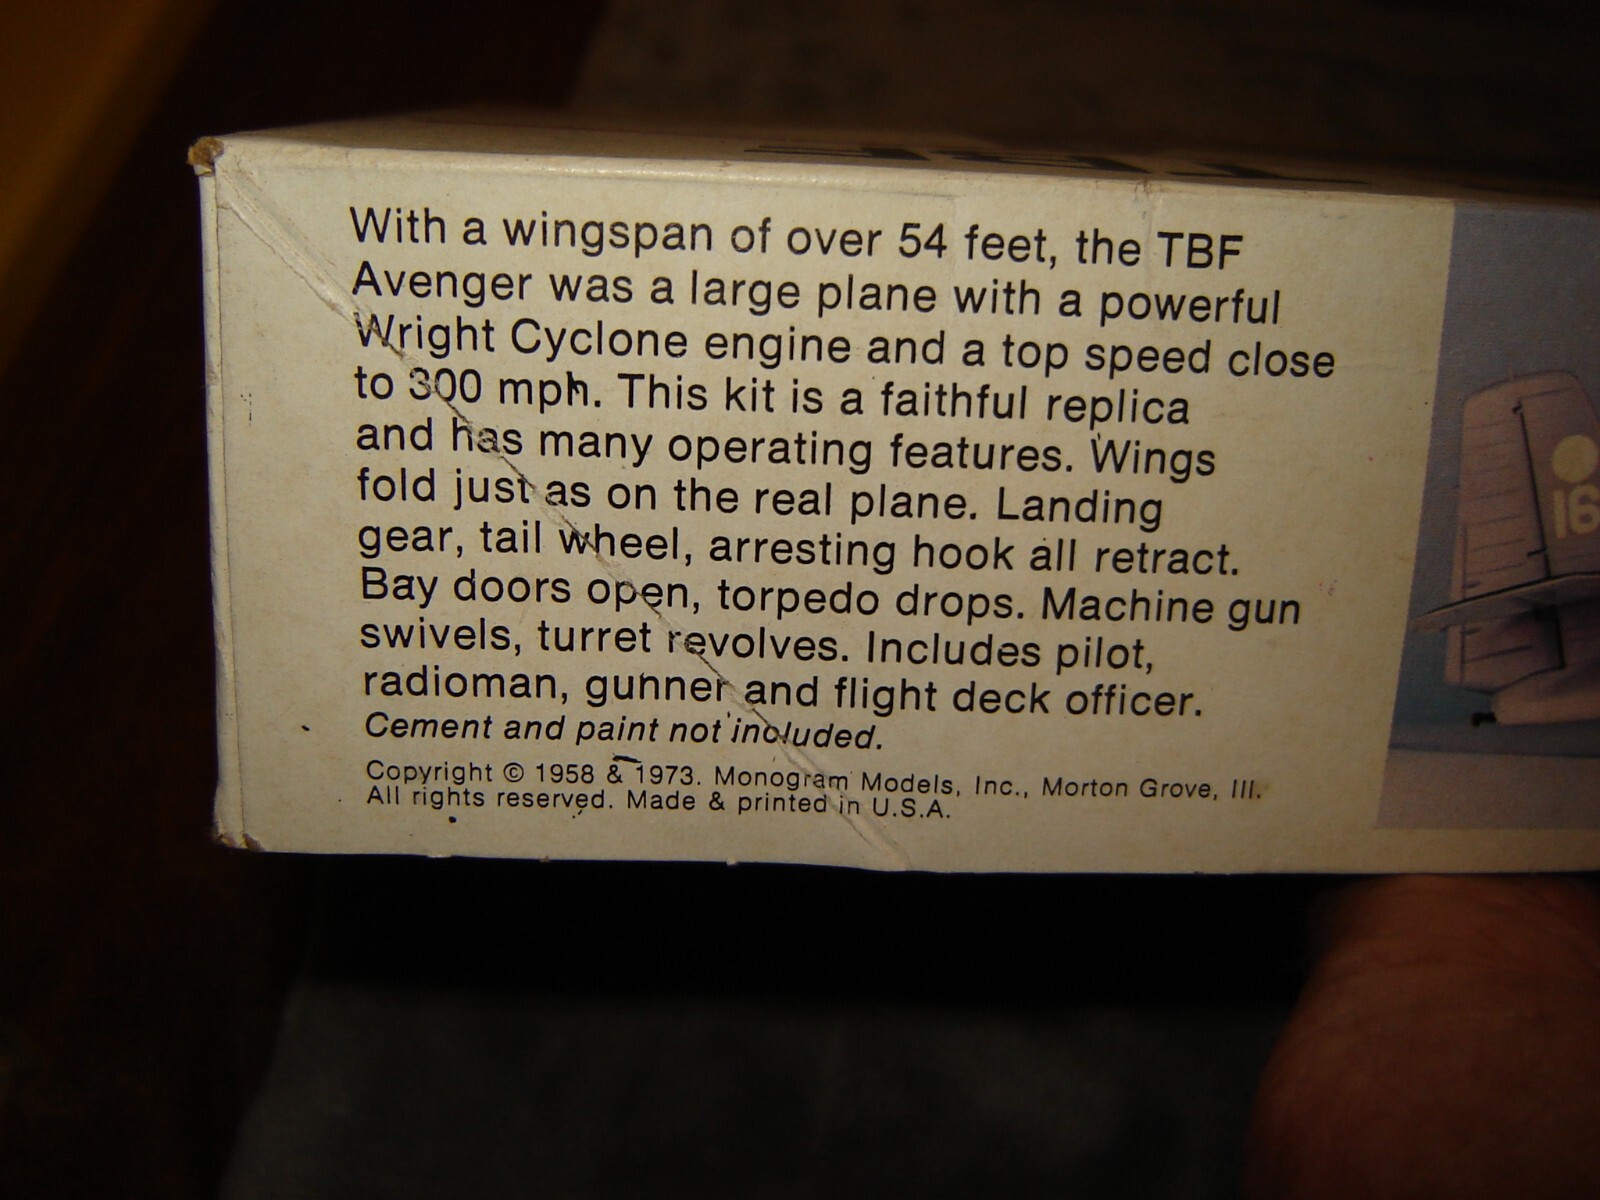 With a wingspan of over 54 feet, the TBF
Avenger was a large plane with a powerful
Wright Cyclone engine and a top speed close
to 300 mph. This kit is a faithful replica
and has many operating features. Wings
fold just as on the real plane. Landing
gear, tail wheel, arresting hook all retract.
Bay doors open, torpedo drops. Machine gun
swivels, turret revolves. Includes pilot,
radioman, gunner and flight deck officer.
Cement and paint not included.
Copyright © 1958 & 1973. Monogram Models, Inc., Morton Grove, Ill.
All rights reserved. Made & printed in U.S.A.
16